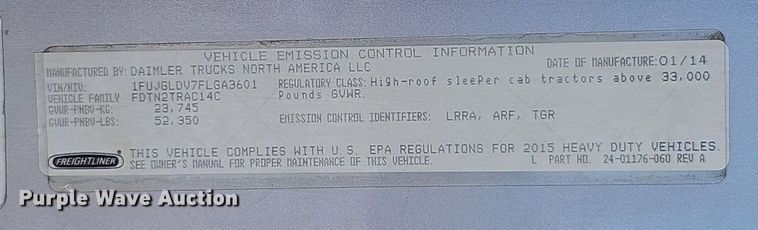 VEHICLE EMISSION CONTROL INFORMATION
MANUFACTURED BY: DAIMLER TRUCKS NORTH AMERICA LLC DATE OF MANUFACTURE: 01/14
VIN/NIV: 1FUJGLDV7FLGA3601 REGULATORY CLASS: High-roof sleeper cab tractors above 33,000
VEHICLE FAMILY FDTN2TRAC14C Pounds GVWR.
GVWR-PNBV-KG: 23,745
GVWR-PNBV-LBS: 52,350 EMISSION CONTROL IDENTIFIERS: LRRA, ARF, TGR
FREIGHTLINER THIS VEHICLE COMPLIES WITH U.S. EPA REGULATIONS FOR 2015 HEAVY DUTY VEHICLES.
SEE OWNER'S MANUAL FOR PROPER MAINTENANCE OF THIS VEHICLE. L PART NO. 24-01176-060 REV A
Purple Wave Auction